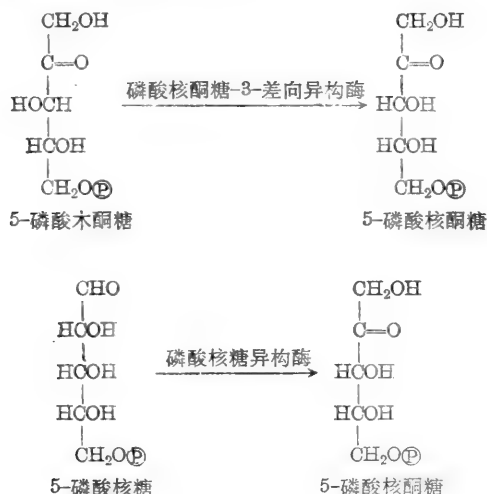 CH₂OH CH₂OH
C=O C=O
磷酸核酮糖-3-差向异构酶
HOCH HCOH
HCOH HCOH
CH₂OⓅ CH₂OⓅ
5-磷酸木酮糖 5-磷酸核酮糖
CHO CH₂OH
HCOH C=O
磷酸核糖异构酶
HCOH HCOH
HCOH HCOH
CH₂OⓅ CH₂OⓅ
5-磷酸核糖 5-磷酸核酮糖